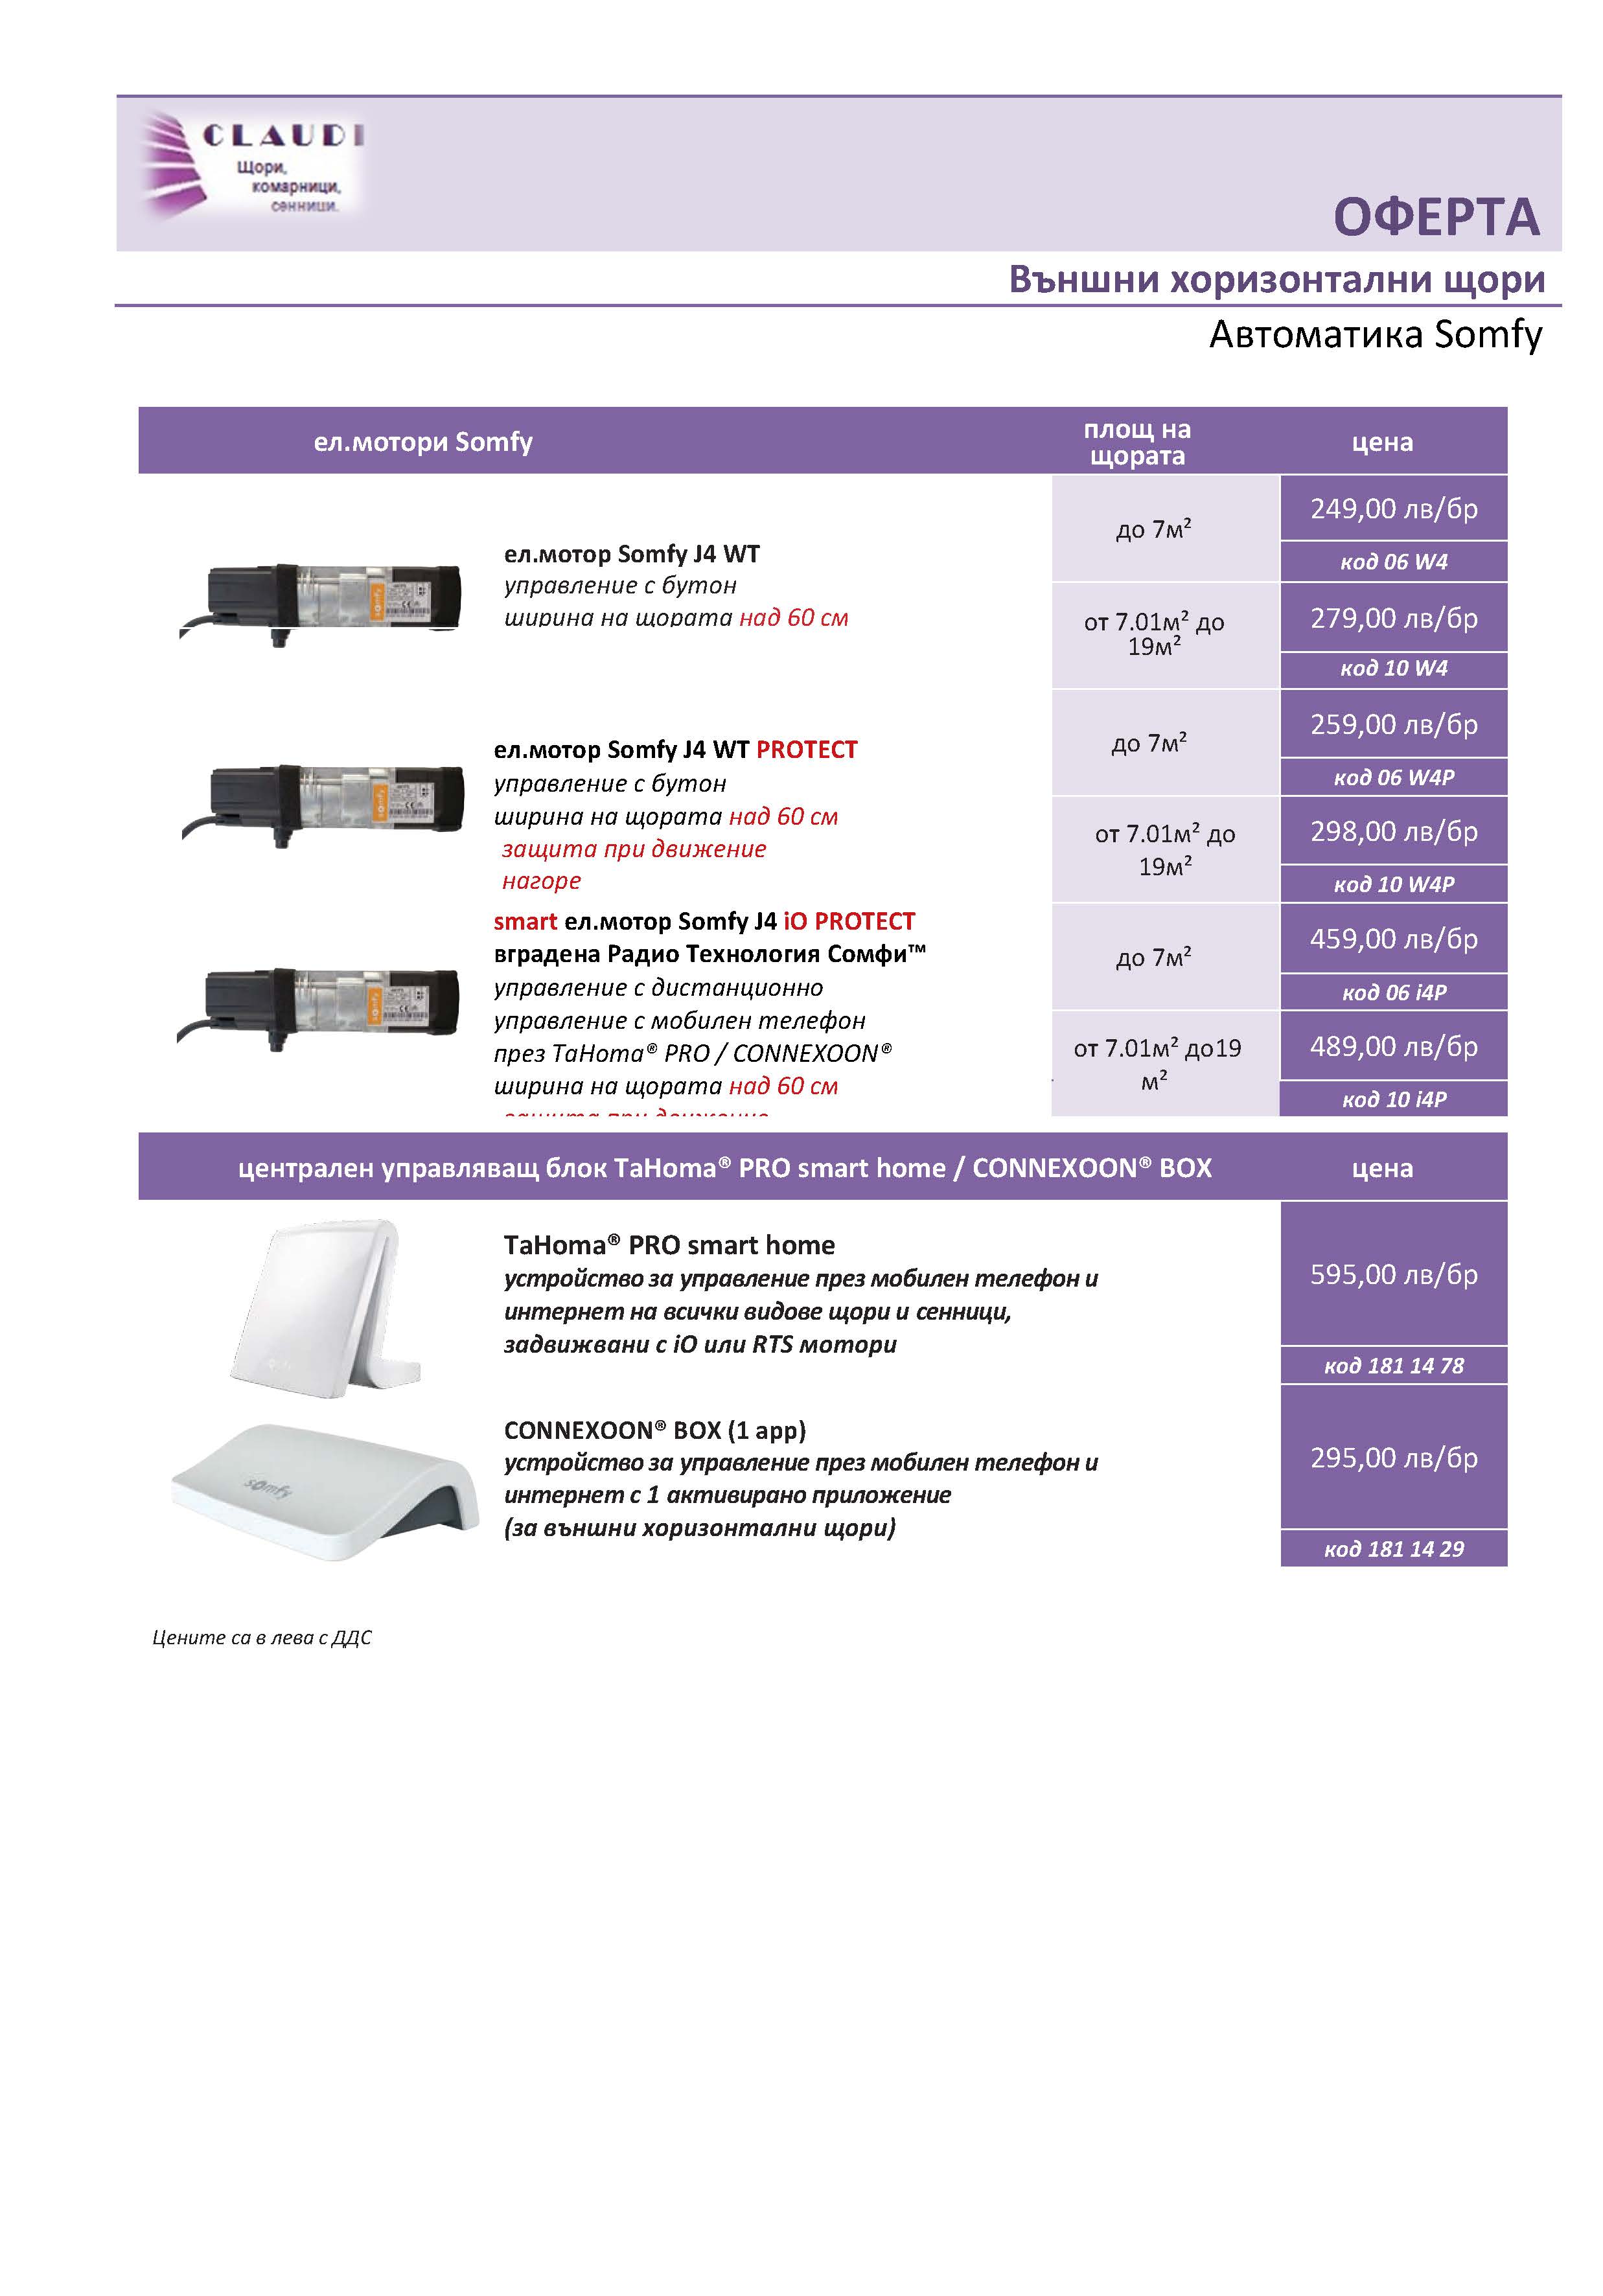 CLAUDI
Щори,
комарници,
сенници.
ОФЕРТА
Външни хоризонтални щори
Автоматика Somfy
ел.мотори Somfy
площ на
щората
цена
ел.мотор Somfy J4 WT
управление с бутон
ширина на щората над 60 см
до 7м²
249,00 лв/бр
код 06 W4
от 7.01м² до
19м²
279,00 лв/бр
код 10 W4
ел.мотор Somfy J4 WT PROTECT
управление с бутон
ширина на щората над 60 см
защита при движение
нагоре
до 7м²
259,00 лв/бр
код 06 W4P
от 7.01м² до
19м²
298,00 лв/бр
код 10 W4P
smart ел.мотор Somfy J4 iO PROTECT
вградена Радио Технология Сомфи™
управление с дистанционно
управление с мобилен телефон
през TaHoma® PRO / CONNEXOON®
ширина на щората над 60 см
защита при движение
до 7м²
459,00 лв/бр
код 06 i4P
от 7.01м² до19
м²
489,00 лв/бр
код 10 i4P
централен управляващ блок TaHoma® PRO smart home / CONNEXOON® BOX
цена
TaHoma® PRO smart home
устройство за управление през мобилен телефон и
интернет на всички видове щори и сенници,
задвижвани с iO или RTS мотори
595,00 лв/бр
код 181 14 78
somfy
CONNEXOON® BOX (1 app)
устройство за управление през мобилен телефон и
интернет с 1 активирано приложение
(за външни хоризонтални щори)
295,00 лв/бр
код 181 14 29
Цените са в лева с ДДС